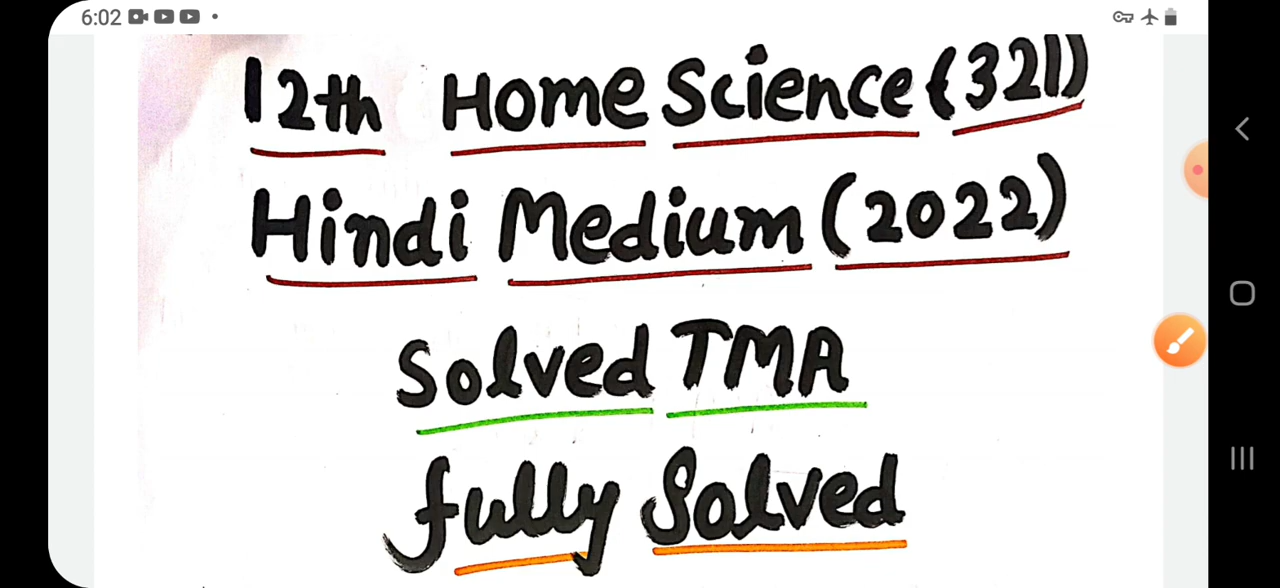 6:02
12th Home Science (321)
Hindi Medium (2022)
Solved TMA
fully Solved